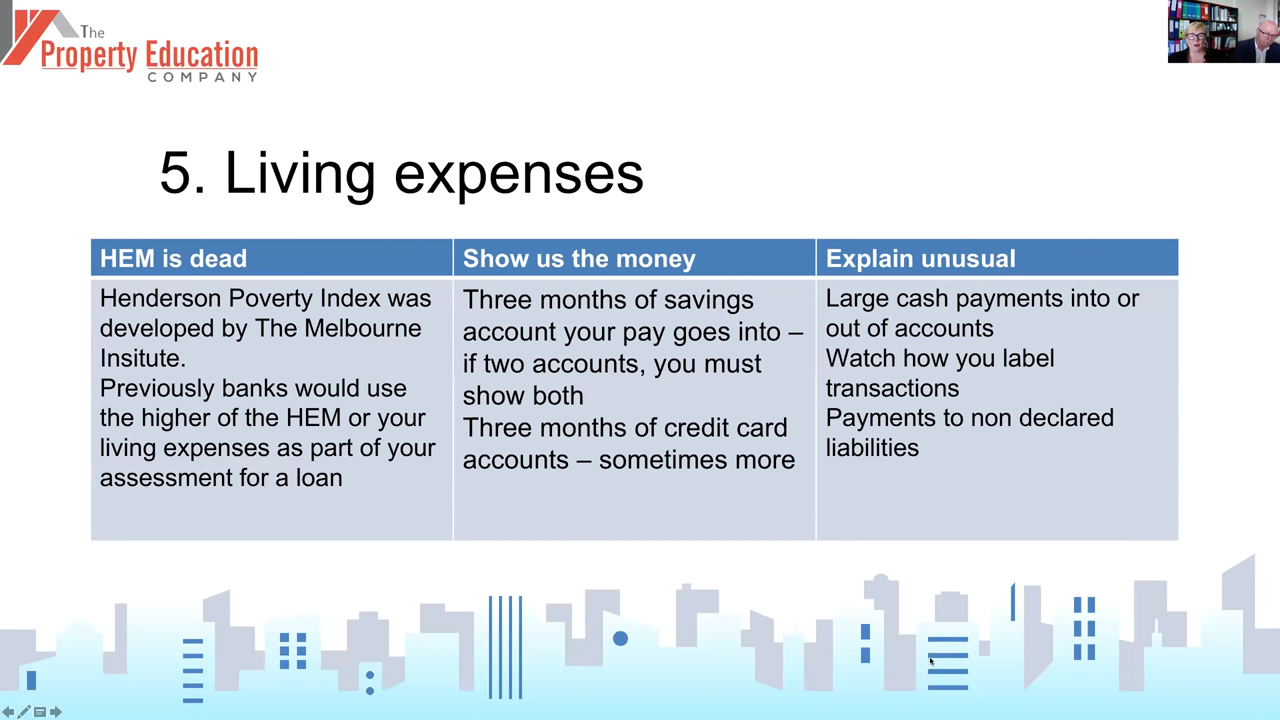 The
Property Education
COMPANY
5. Living expenses
HEM is dead
Henderson Poverty Index was
developed by The Melbourne
Insitute.
Previously banks would use
the higher of the HEM or your
living expenses as part of your
assessment for a loan
Show us the money
Three months of savings
account your pay goes into –
if two accounts, you must
show both
Three months of credit card
accounts – sometimes more
Explain unusual
Large cash payments into or
out of accounts
Watch how you label
transactions
Payments to non declared
liabilities